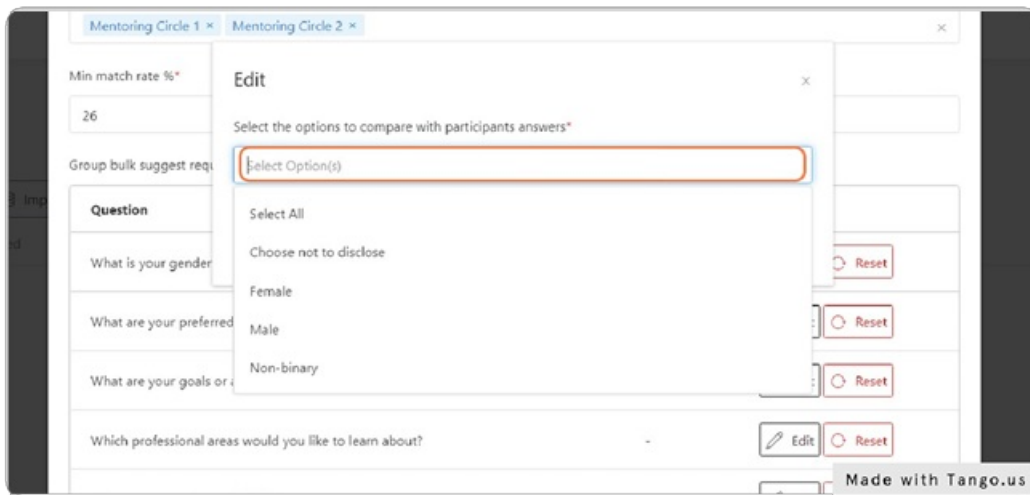 Mentoring Circle 1 × Mentoring Circle 2 × ×
Min match rate %*
26
Edit ×
Select the options to compare with participants answers*
Select Option(s)
Select All
Choose not to disclose
Female
Male
Non-binary
Group bulk suggest requ
Imp
ed
Question
What is your gender
Reset
What are your preferred
Reset
What are your goals or a
Reset
Which professional areas would you like to learn about? - Edit Reset
Made with Tango.us